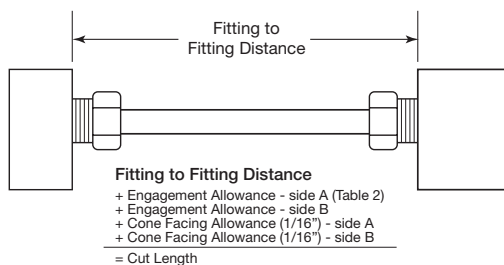 Fitting to
Fitting Distance
Fitting to Fitting Distance
+ Engagement Allowance - side A (Table 2)
+ Engagement Allowance - side B
+ Cone Facing Allowance (1/16”) - side A
+ Cone Facing Allowance (1/16”) - side B
= Cut Length